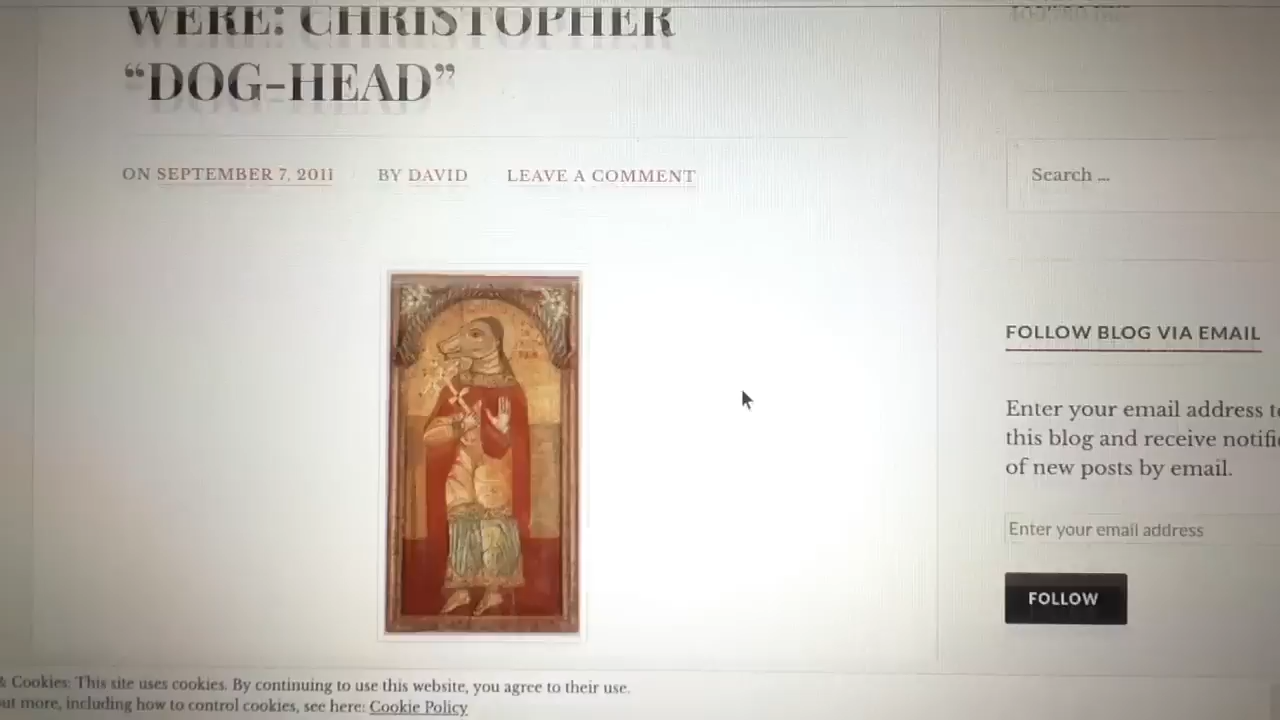 WERE: CHRISTOPHER
“DOG-HEAD”
ON SEPTEMBER 7, 2011 BY DAVID LEAVE A COMMENT
Search ...
FOLLOW BLOG VIA EMAIL
Enter your email address t
this blog and receive notifi
of new posts by email.
Enter your email address
FOLLOW
& Cookies: This site uses cookies. By continuing to use this website, you agree to their use.
ut more, including how to control cookies, see here: Cookie Policy